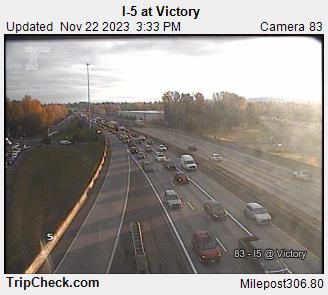 I-5 at Victory
Updated Nov 22 2023 3:33 PM Camera 83
S
83 - I5 @ Victory
TripCheck.com Milepost306.80